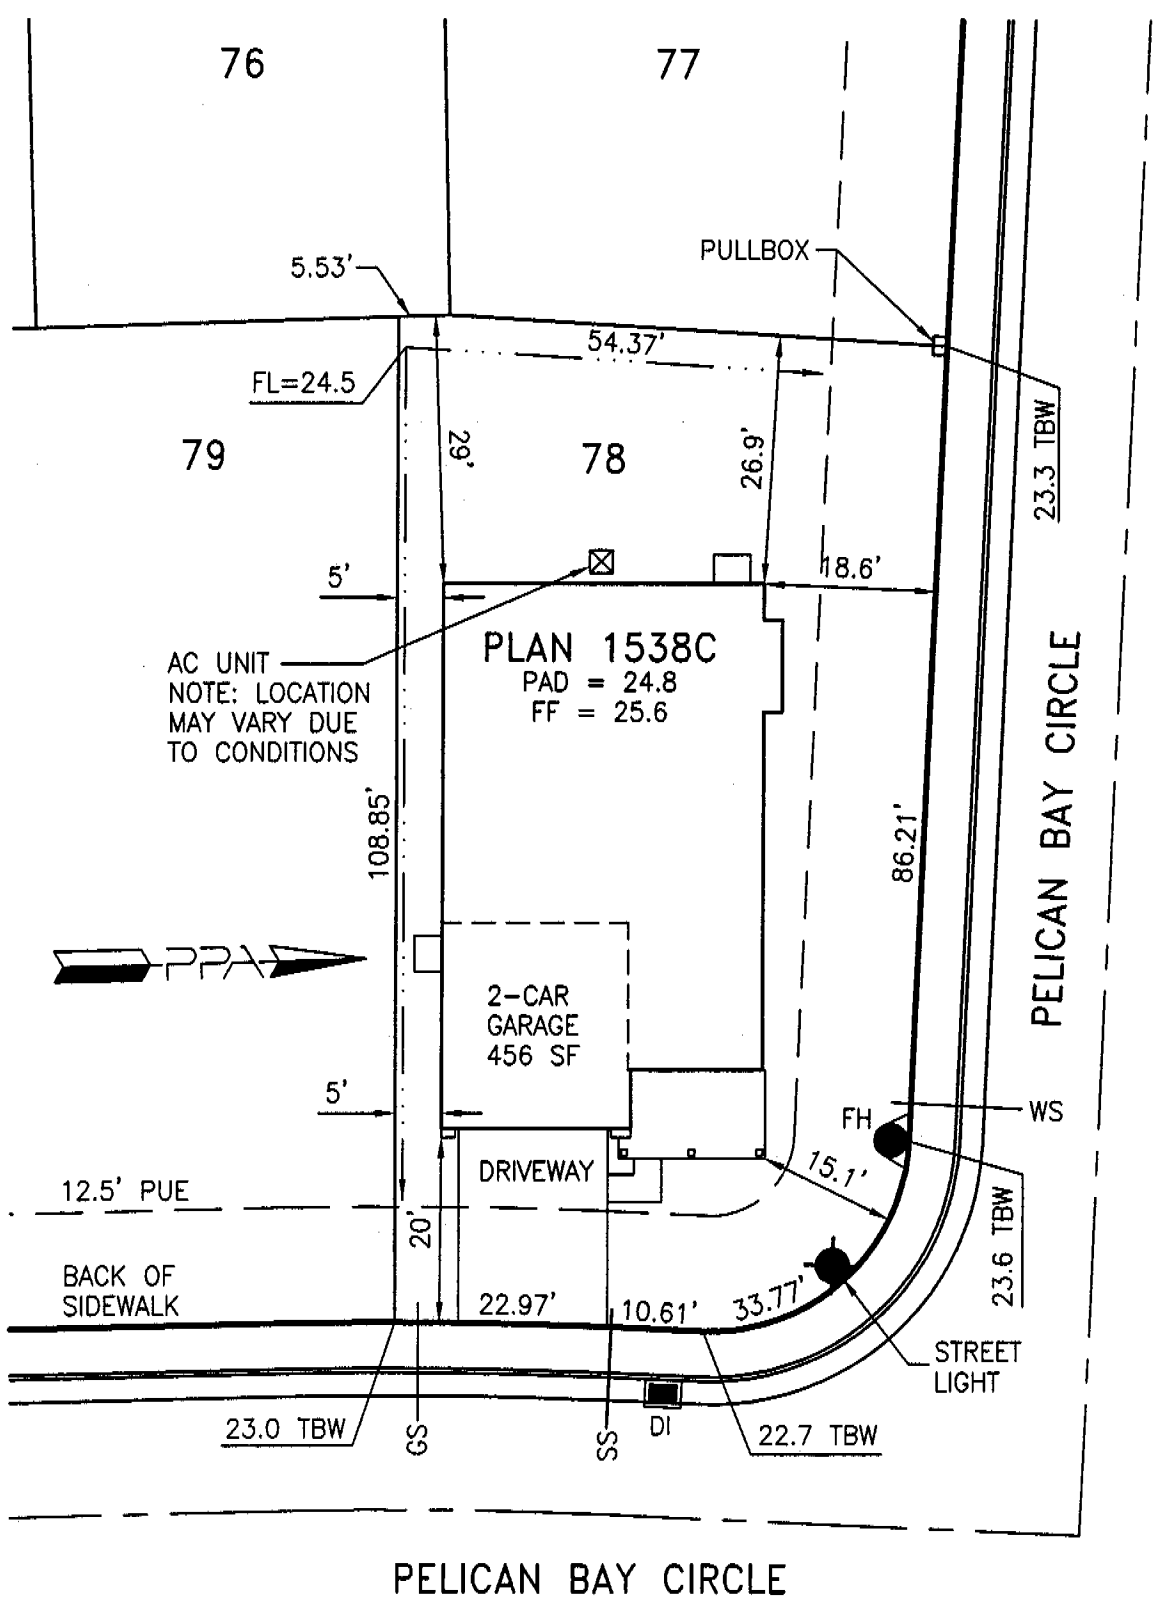 76
77
PULLBOX
5.53'
54.37'
FL=24.5
23.3 TBW
79
29'
78
26.9'
5'
18.6'
AC UNIT
NOTE: LOCATION
MAY VARY DUE
TO CONDITIONS
PLAN 1538C
PAD = 24.8
FF = 25.6
PELICAN BAY CIRCLE
108.85'
86.21'
PPA
2-CAR
GARAGE
456 SF
5'
FH
WS
DRIVEWAY
15.1'
12.5' PUE
20'
23.6 TBW
BACK OF
SIDEWALK
22.97'
10.61'
33.77'
STREET
LIGHT
23.0 TBW
GS
SS
DI
22.7 TBW
PELICAN BAY CIRCLE